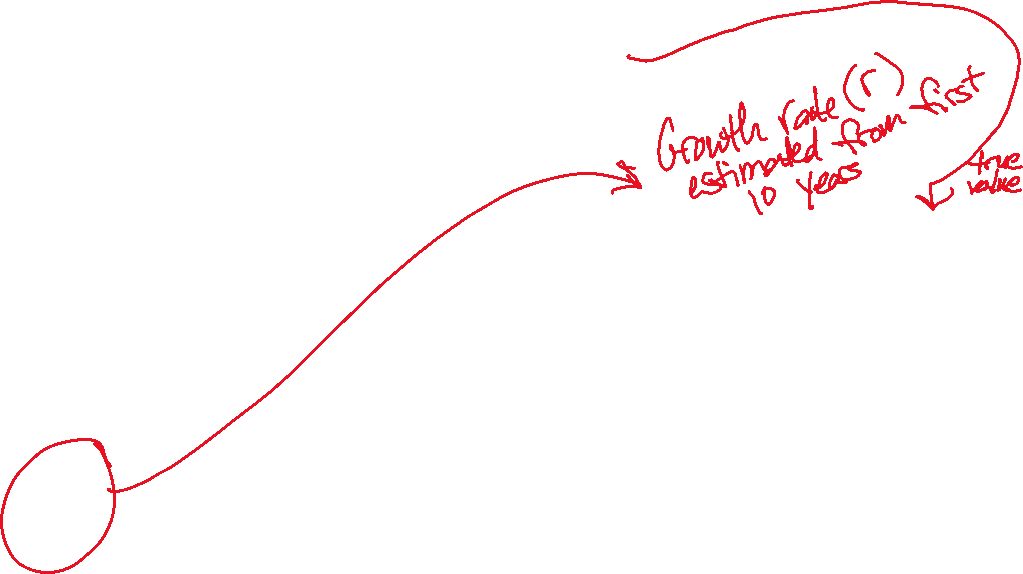 Growth rate (r)
estimated from first
10 years
true
value